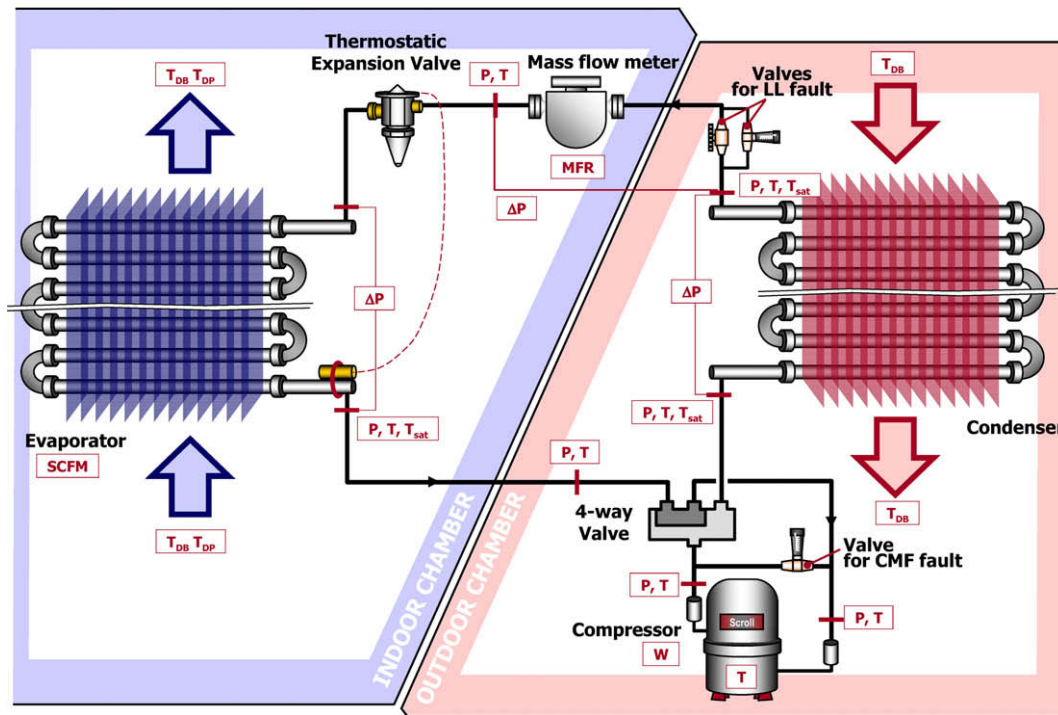 Thermostatic
Expansion Valve
Mass flow meter
P, T
MFR
Valves
for LL fault
T_DB T_DP
T_DB
P, T, T_sat
ΔP
ΔP
ΔP
P, T, T_sat
P, T, T_sat
Evaporator
SCFM
Condenser
T_DB T_DP
P, T
4-way
Valve
T_DB
Valve
for CMF fault
P, T
P, T
Compressor
W
Scroll
T
INDOOR CHAMBER
OUTDOOR CHAMBER